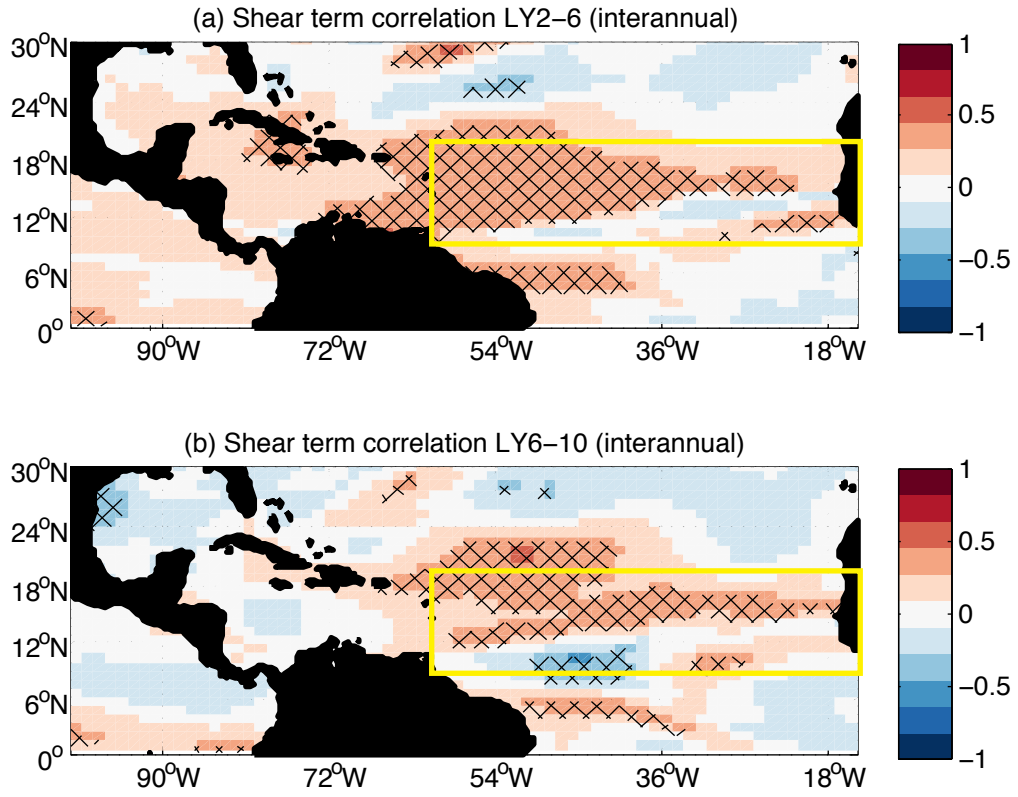 (a) Shear term correlation LY2−6 (interannual)
30°N
24°N
18°N
12°N
6°N
0°
90°W 72°W 54°W 36°W 18°W
1
0.5
0
−0.5
−1
(b) Shear term correlation LY6−10 (interannual)
30°N
24°N
18°N
12°N
6°N
0°
90°W 72°W 54°W 36°W 18°W
1
0.5
0
−0.5
−1